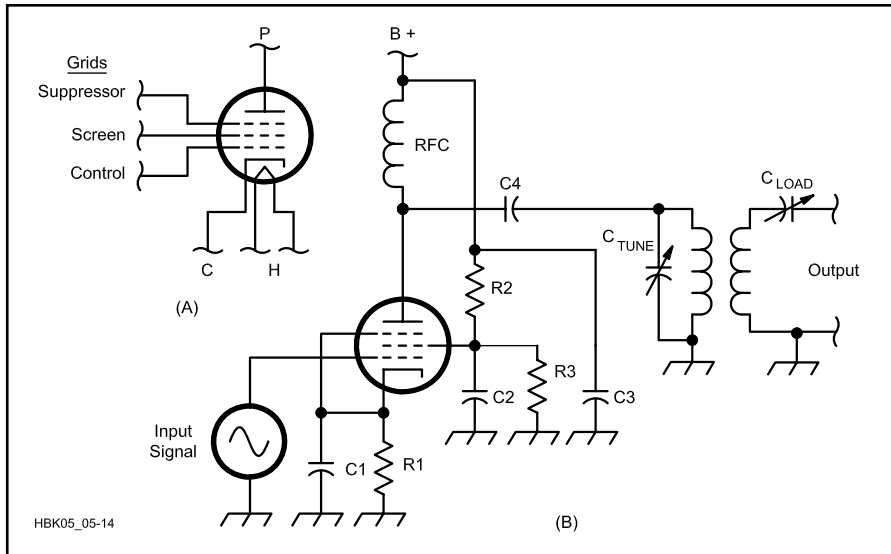 P
B +
Grids
Suppressor
Screen
Control
C
H
(A)
RFC
C4
C TUNE
C LOAD
Output
R2
R3
C2
C3
Input
Signal
C1
R1
(B)
HBK05_05-14